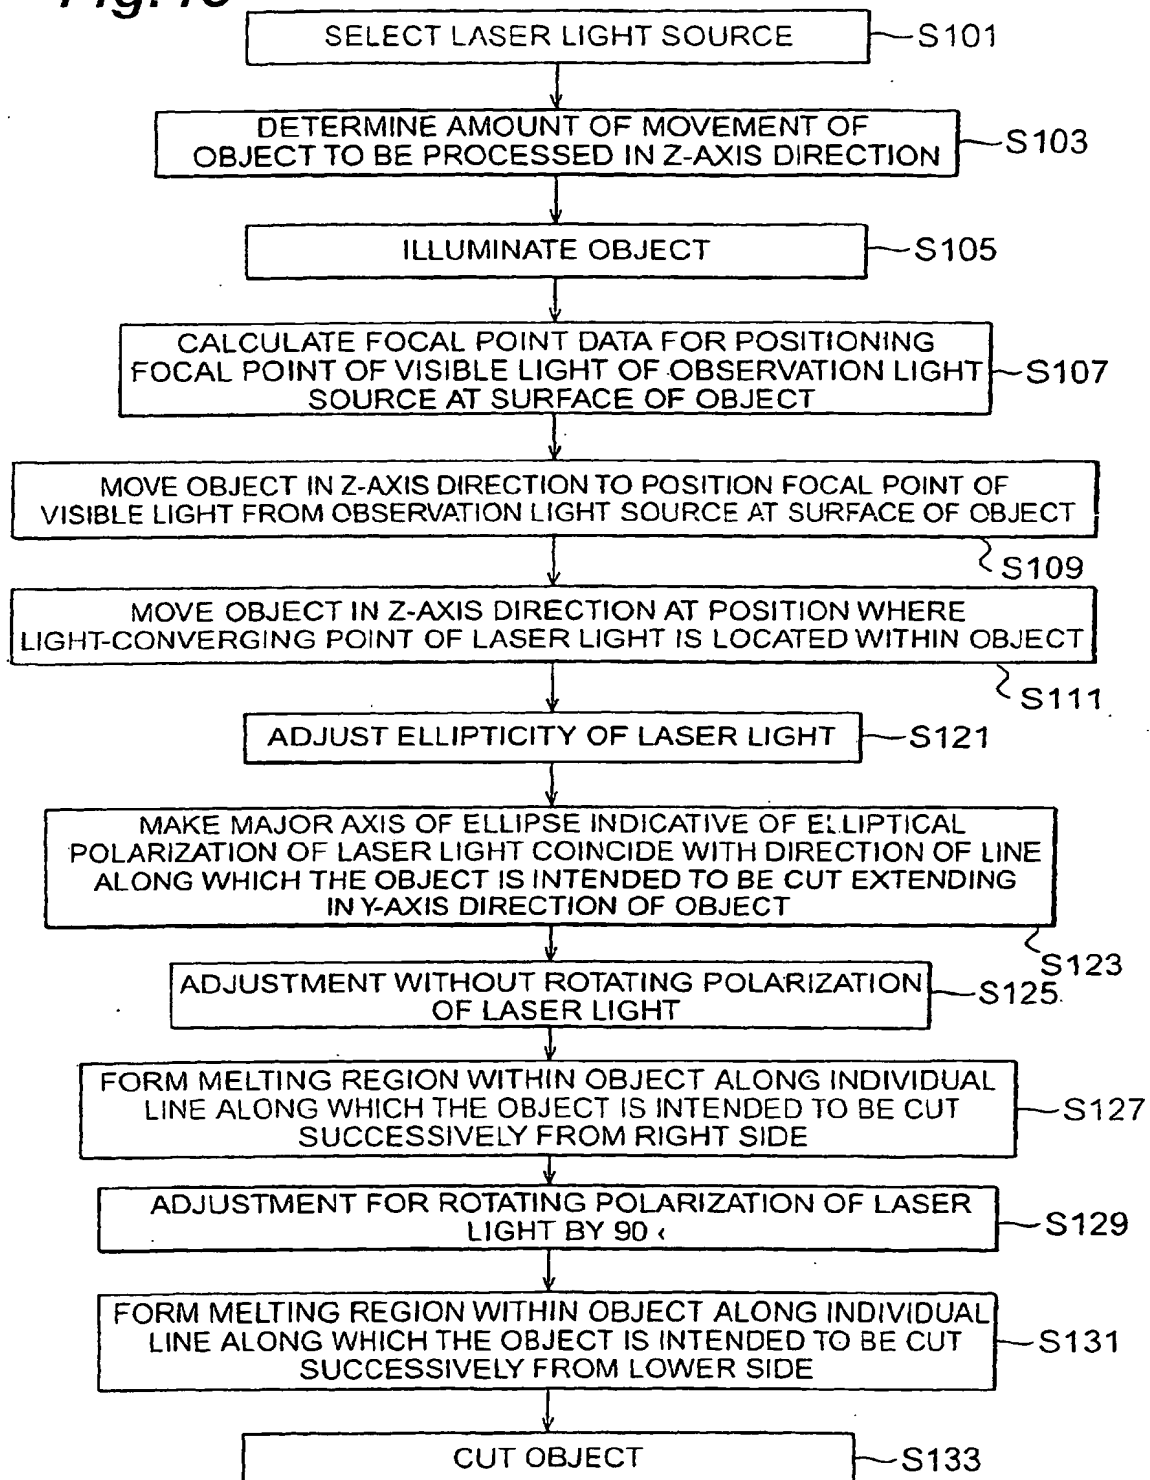 SELECT LASER LIGHT SOURCE
S101
DETERMINE AMOUNT OF MOVEMENT OF
OBJECT TO BE PROCESSED IN Z-AXIS DIRECTION
S103
ILLUMINATE OBJECT
S105
CALCULATE FOCAL POINT DATA FOR POSITIONING
FOCAL POINT OF VISIBLE LIGHT OF OBSERVATION LIGHT
SOURCE AT SURFACE OF OBJECT
S107
MOVE OBJECT IN Z-AXIS DIRECTION TO POSITION FOCAL POINT OF
VISIBLE LIGHT FROM OBSERVATION LIGHT SOURCE AT SURFACE OF OBJECT
S109
MOVE OBJECT IN Z-AXIS DIRECTION AT POSITION WHERE
LIGHT-CONVERGING POINT OF LASER LIGHT IS LOCATED WITHIN OBJECT
S111
ADJUST ELLIPTICITY OF LASER LIGHT
S121
MAKE MAJOR AXIS OF ELLIPSE INDICATIVE OF ELLIPTICAL
POLARIZATION OF LASER LIGHT COINCIDE WITH DIRECTION OF LINE
ALONG WHICH THE OBJECT IS INTENDED TO BE CUT EXTENDING
IN Y-AXIS DIRECTION OF OBJECT
S123
ADJUSTMENT WITHOUT ROTATING POLARIZATION
OF LASER LIGHT
S125
FORM MELTING REGION WITHIN OBJECT ALONG INDIVIDUAL
LINE ALONG WHICH THE OBJECT IS INTENDED TO BE CUT
SUCCESSIVELY FROM RIGHT SIDE
S127
ADJUSTMENT FOR ROTATING POLARIZATION OF LASER
LIGHT BY 90
S129
FORM MELTING REGION WITHIN OBJECT ALONG INDIVIDUAL
LINE ALONG WHICH THE OBJECT IS INTENDED TO BE CUT
SUCCESSIVELY FROM LOWER SIDE
S131
CUT OBJECT
S133